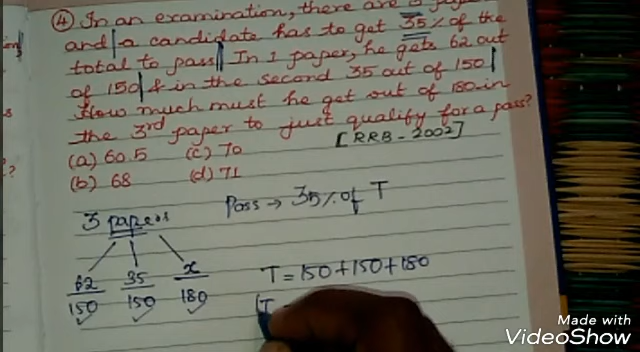 ④ In an examination, there are 3
and a candidate has to get 35% of the
total to pass. In 1 paper, he gets 62 out
of 150 & in the second 35 out of 150
How much must he get out of 180 in
the 3rd paper to just qualify for a pass?
[RRB - 2002]
(a) 60.5 (c) 70
(b) 68 (d) 71
Pass → 35% of T
3 papers
62/150 35/150 x/180
T = 150+150+180
T =
Made with
VideoShow